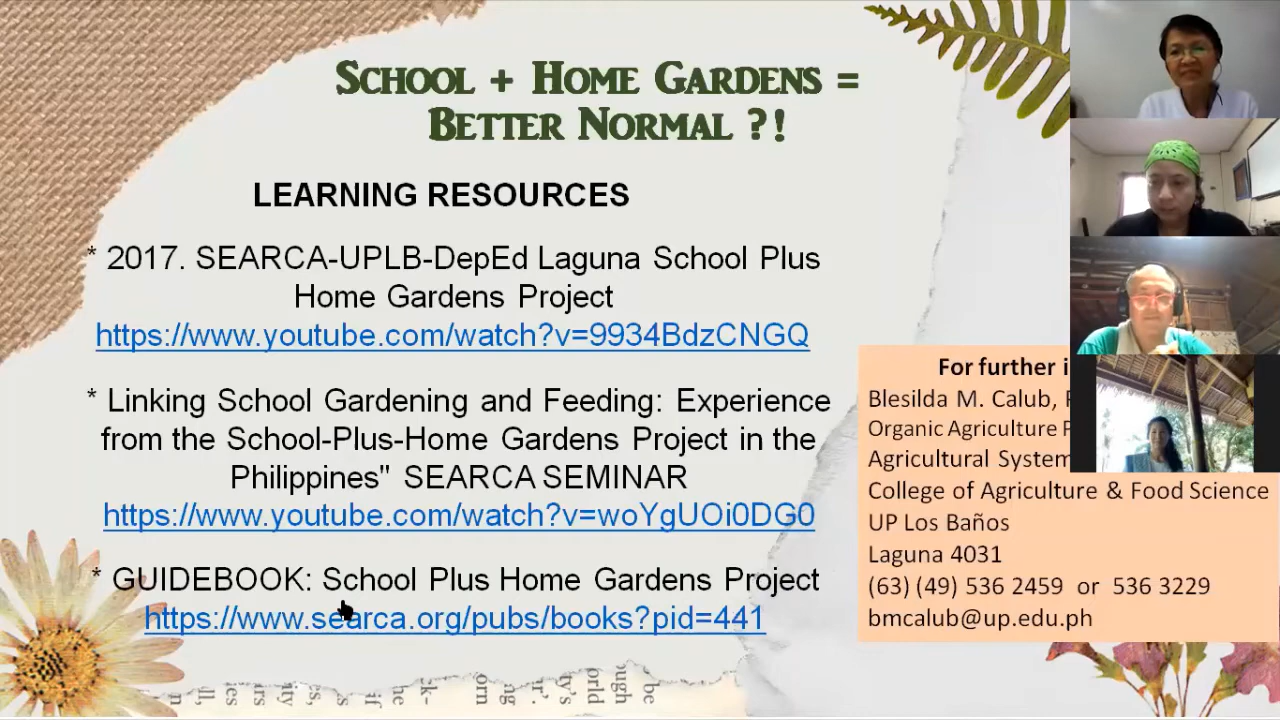 School + Home Gardens =
Better Normal ?!
LEARNING RESOURCES
* 2017. SEARCA-UPLB-DepEd Laguna School Plus
Home Gardens Project
https://www.youtube.com/watch?v=9934BdzCNGQ
* Linking School Gardening and Feeding: Experience
from the School-Plus-Home Gardens Project in the
Philippines" SEARCA SEMINAR
https://www.youtube.com/watch?v=woYgUOi0DG0
* GUIDEBOOK: School Plus Home Gardens Project
https://www.searca.org/pubs/books?pid=441
For further
Blesilda M. Calub,
Organic Agriculture
Agricultural System
College of Agriculture & Food Science
UP Los Baños
Laguna 4031
(63) (49) 536 2459 or 536 3229
bmcalub@up.edu.ph